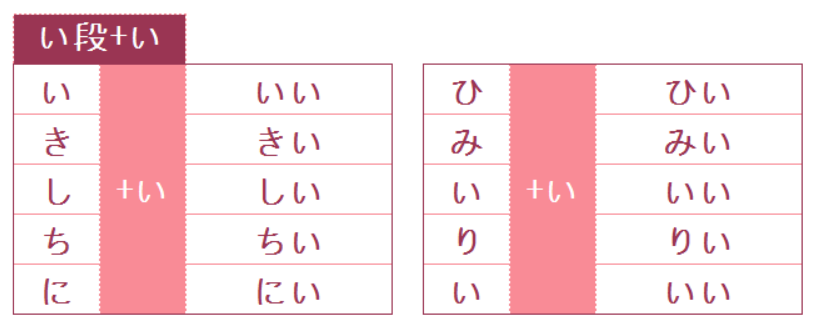 い段+い
い +い いい
き きい
し しい
ち ちい
に にい
ひ +い ひい
み みい
い いい
り りい
い いい